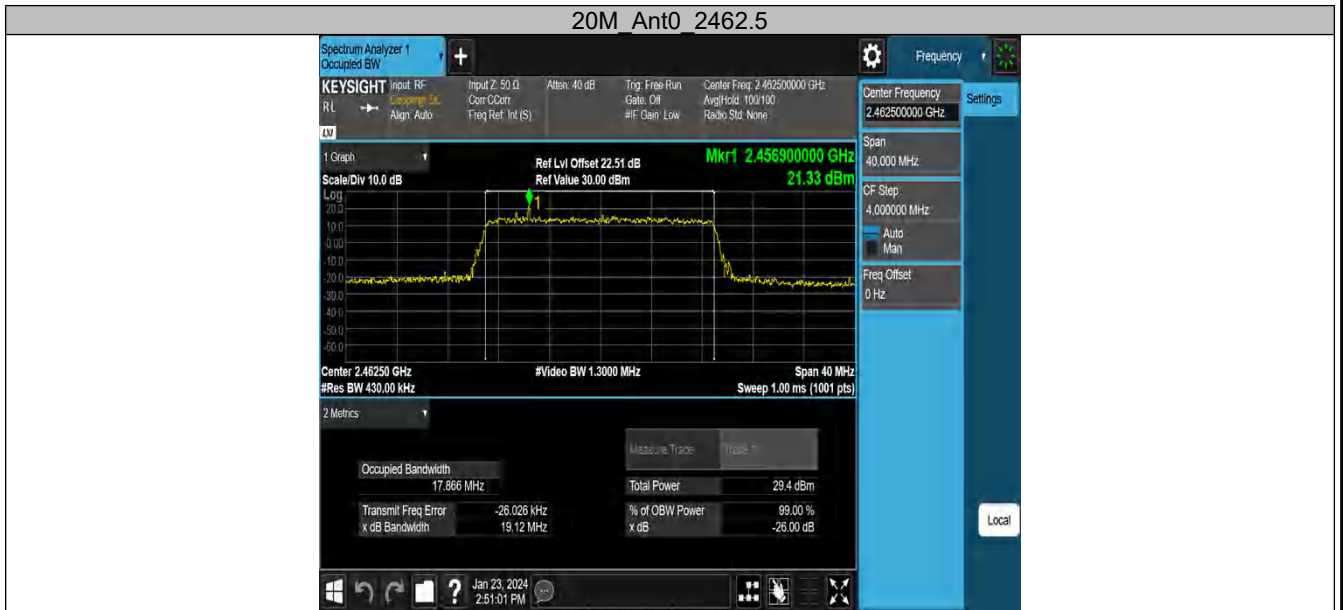 20M_Ant0_2462.5
Spectrum Analyzer 1
Occupied BW
+
Frequency
KEYSIGHT
RL
LXI
Input: RF
Coupling: DC
Align: Auto
Input Z: 50 Ω
Corr CCorr
Freq Ref: Int (S)
Atten: 40 dB
Trig: Free Run
Gate: Off
#IF Gain: Low
Center Freq: 2.462500000 GHz
Avg|Hold: 100/100
Radio Std: None
Center Frequency
2.462500000 GHz
Settings
Span
40.000 MHz
CF Step
4.000000 MHz
Auto
Man
Freq Offset
0 Hz
Local
1 Graph
Scale/Div 10.0 dB
Ref Lvl Offset 22.51 dB
Ref Value 30.00 dBm
Mkr1 2.456900000 GHz
21.33 dBm
Log
20.0
10.0
0.00
-10.0
-20.0
-30.0
-40.0
-50.0
-60.0
1
Center 2.46250 GHz
#Res BW 430.00 kHz
#Video BW 1.3000 MHz
Span 40 MHz
Sweep 1.00 ms (1001 pts)
2 Metrics
Measure Trace
Trace 1
Occupied Bandwidth
17.866 MHz
Total Power 29.4 dBm
Transmit Freq Error -26.026 kHz
% of OBW Power 99.00 %
x dB Bandwidth 19.12 MHz
x dB -26.00 dB
?
Jan 23, 2024
2:51:01 PM